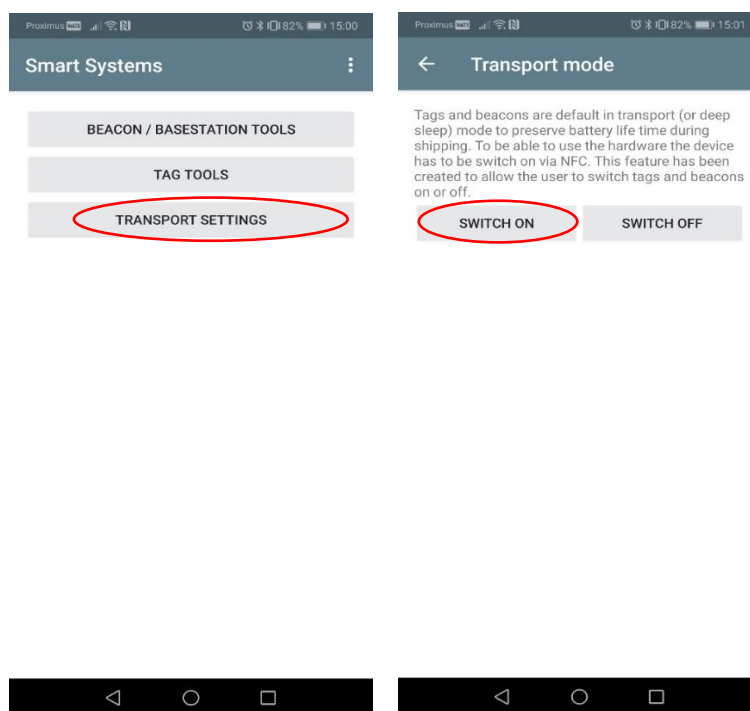 Proximus
82%
15:00
Smart Systems
BEACON / BASESTATION TOOLS
TAG TOOLS
TRANSPORT SETTINGS
Proximus
82%
15:01
Transport mode
Tags and beacons are default in transport (or deep
sleep) mode to preserve battery life time during
shipping. To be able to use the hardware the device
has to be switch on via NFC. This feature has been
created to allow the user to switch tags and beacons
on or off.
SWITCH ON
SWITCH OFF